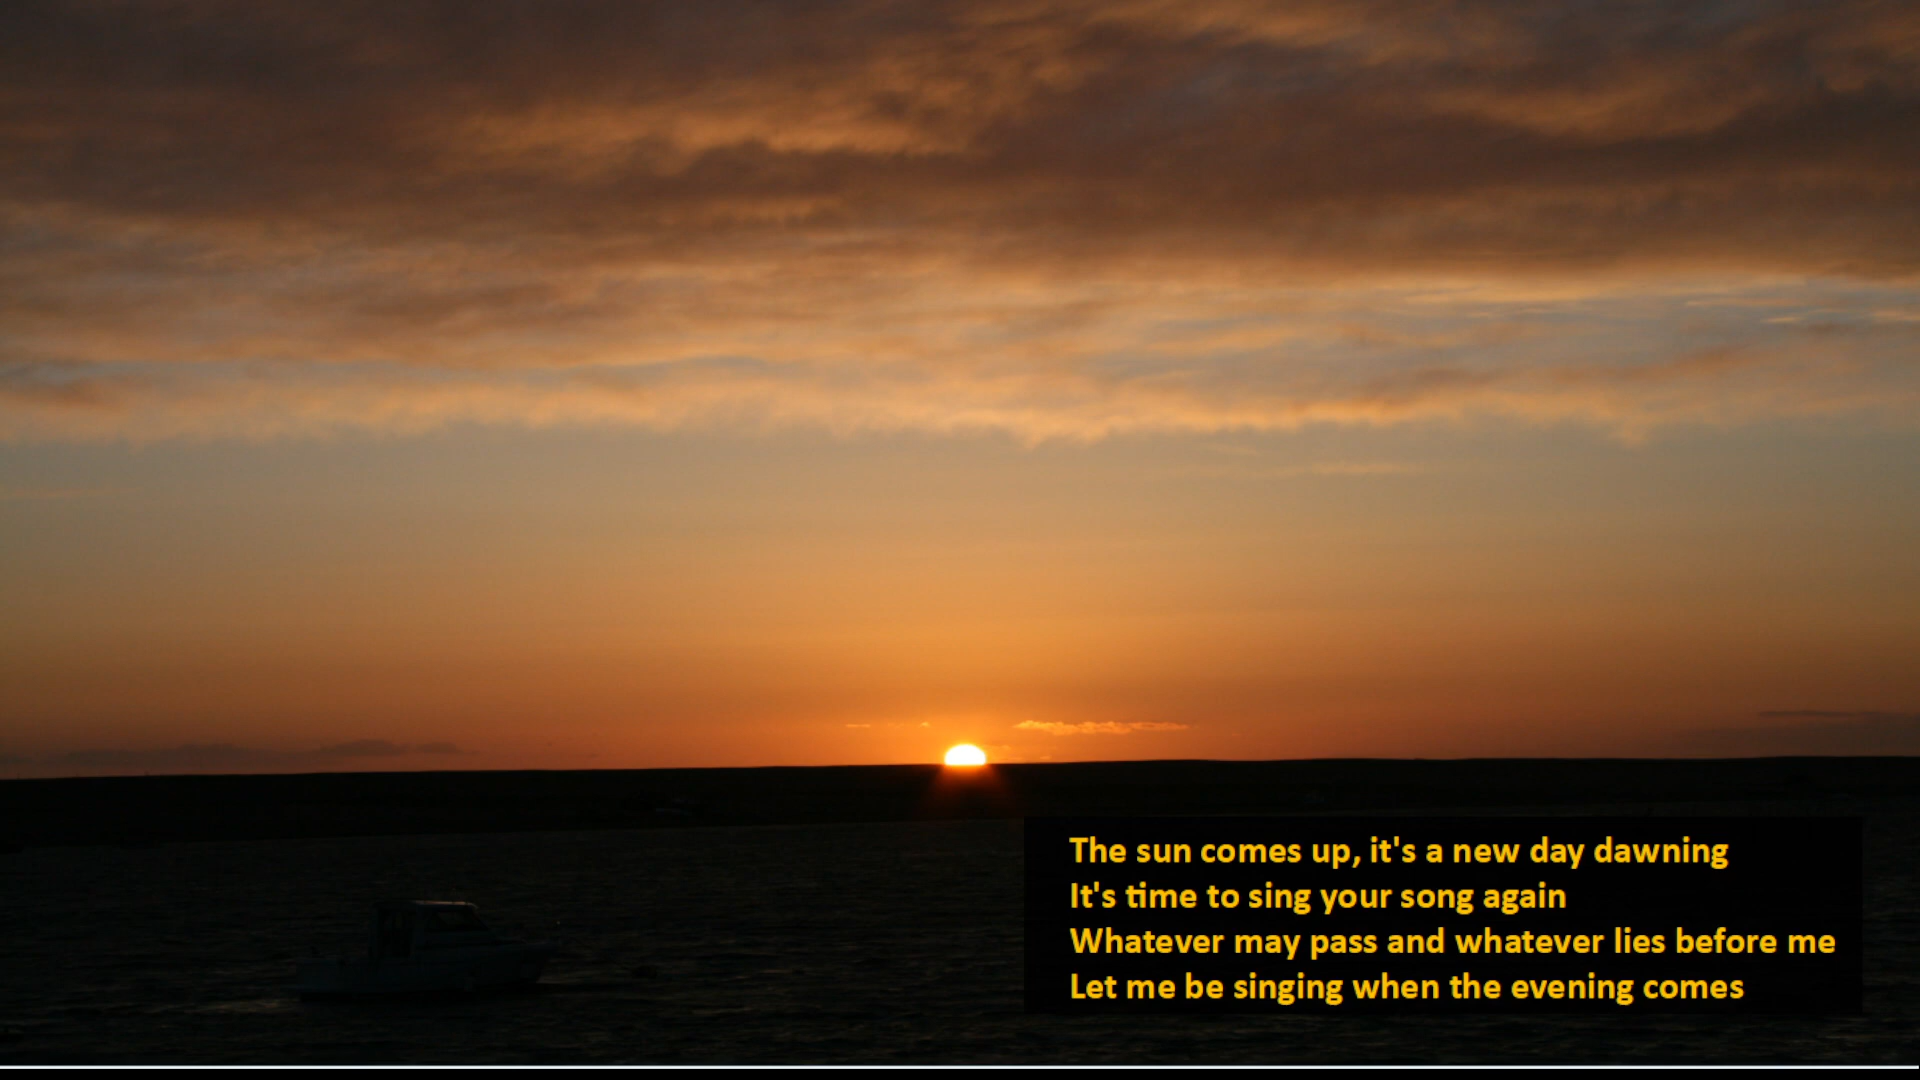 The sun comes up, it's a new day dawning
It's time to sing your song again
Whatever may pass and whatever lies before me
Let me be singing when the evening comes